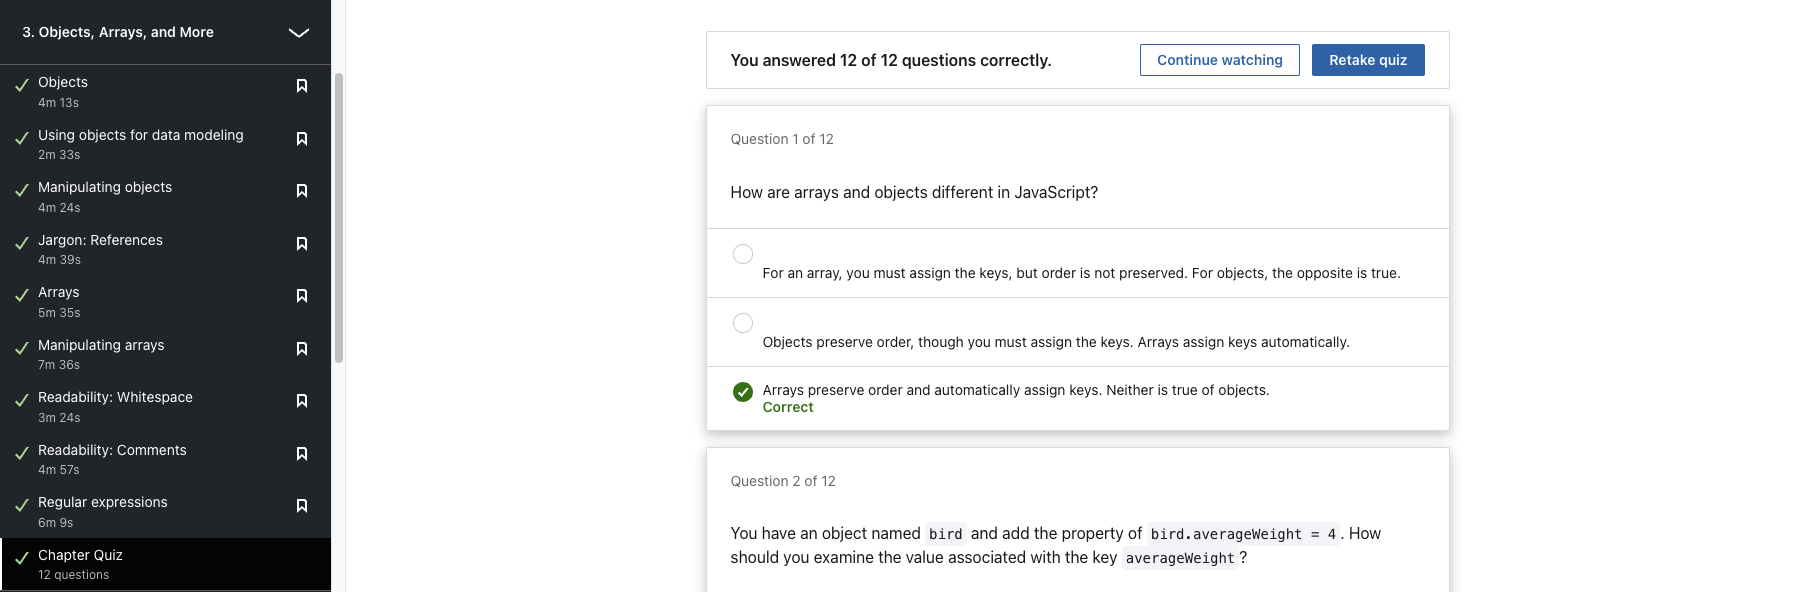 3. Objects, Arrays, and More
Objects
4m 13s
Using objects for data modeling
2m 33s
Manipulating objects
4m 24s
Jargon: References
4m 39s
Arrays
5m 35s
Manipulating arrays
7m 36s
Readability: Whitespace
3m 24s
Readability: Comments
4m 57s
Regular expressions
6m 9s
Chapter Quiz
12 questions
You answered 12 of 12 questions correctly.
Continue watching
Retake quiz
Question 1 of 12
How are arrays and objects different in JavaScript?
For an array, you must assign the keys, but order is not preserved. For objects, the opposite is true.
Objects preserve order, though you must assign the keys. Arrays assign keys automatically.
Arrays preserve order and automatically assign keys. Neither is true of objects.
Correct
Question 2 of 12
You have an object named bird and add the property of bird.averageWeight = 4. How
should you examine the value associated with the key averageWeight?